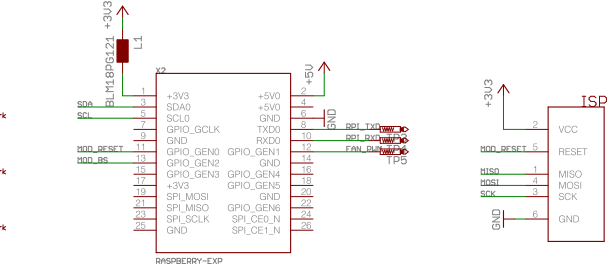 +3V3
BLM18PG121
L1
X2
+5V
SDA
SCL
MOD_RESET
MOD_BS
1 +3V3 +5V0 2
3 SDA0 +5V0 4
5 SCL0 GND 6
7 GPIO_GCLK TXD0 8
9 GND RXD0 10
11 GPIO_GEN0 GPIO_GEN1 12
13 GPIO_GEN2 GND 14
15 GPIO_GEN3 GPIO_GEN4 16
17 +3V3 GPIO_GEN5 18
19 SPI_MOSI GND 20
21 SPI_MISO GPIO_GEN6 22
23 SPI_SCLK SPI_CE0_N 24
25 GND SPI_CE1_N 26
RASPBERRY-EXP
GND
RPI_TXD
RPI_RXD
FAN_PWM
TP5
+3V3
ISP
2 VCC
MOD_RESET 5 RESET
MISO 1 MISO
MOSI 4 MOSI
SCK 3 SCK
GND 6 GND